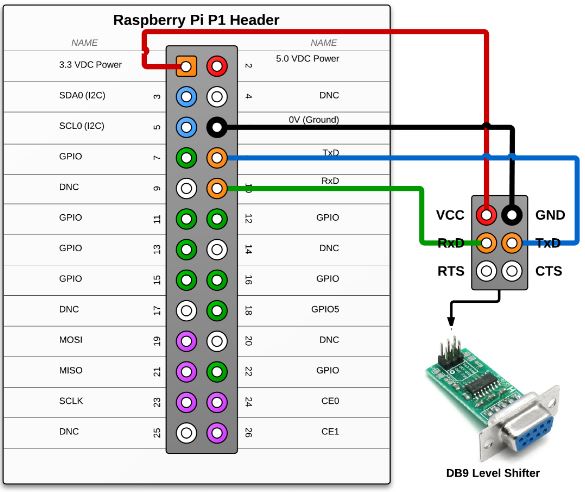 Raspberry Pi P1 Header
NAME NAME
3.3 VDC Power 2 5.0 VDC Power
SDA0 (I2C) 3 4 DNC
SCL0 (I2C) 5 0V (Ground)
GPIO 7 TxD
DNC 9 10 RxD
GPIO 11 12 GPIO
GPIO 13 14 DNC
GPIO 15 16 GPIO
DNC 17 18 GPIO5
MOSI 19 20 DNC
MISO 21 22 GPIO
SCLK 23 24 CE0
DNC 25 26 CE1
VCC GND
RxD TxD
RTS CTS
DB9 Level Shifter